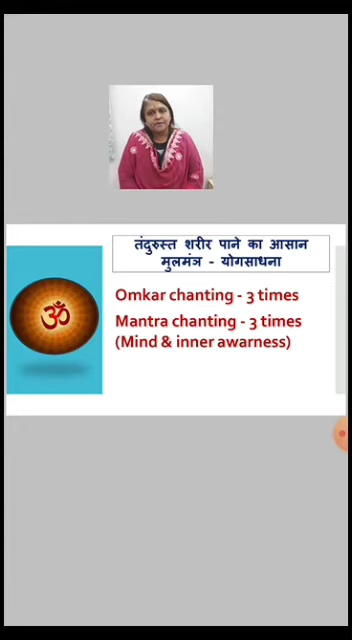 तंदुरुस्त शरीर पाने का आसान
मुलमंत्र - योगसाधना
ॐ
Omkar chanting - 3 times
Mantra chanting - 3 times
(Mind & inner awarness)